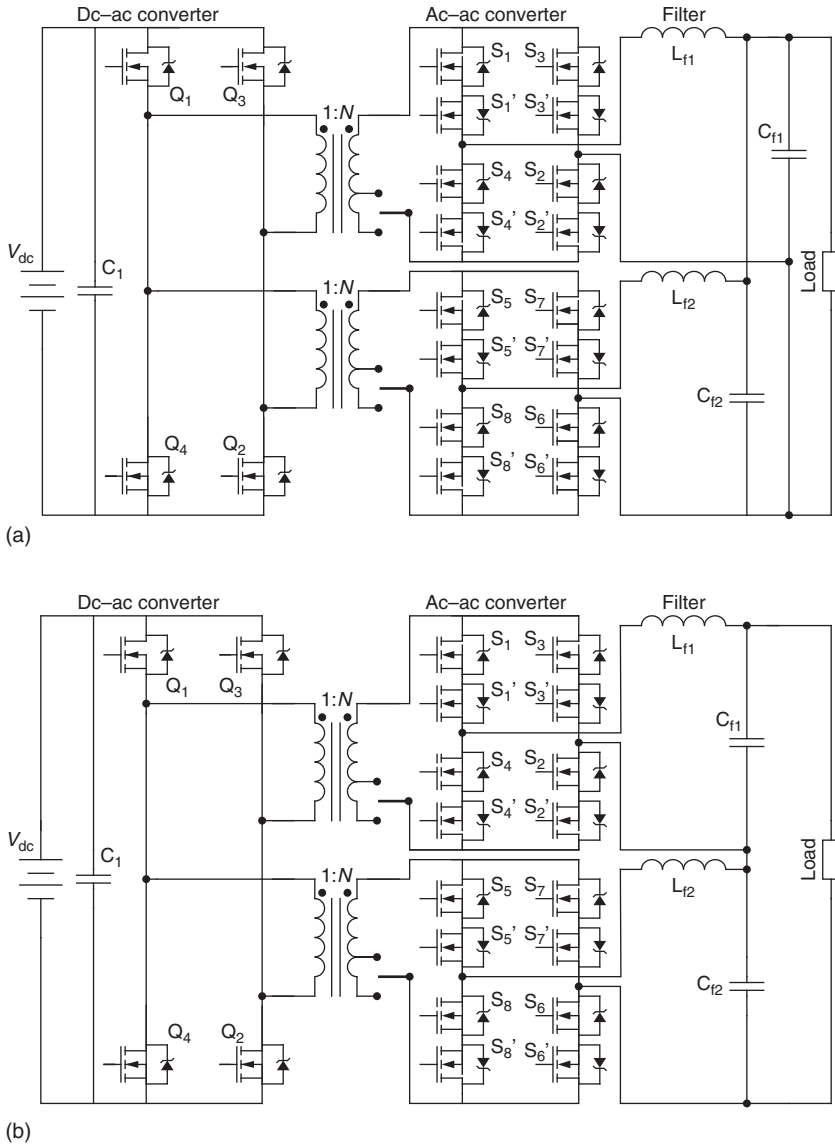 Dc–ac converter Ac–ac converter Filter
S1 S3
Lf1
Q1 Q3
S1’ S3’
1:N
Cf1
S4 S2
S4’ S2’
Vdc
C1
Load
1:N
S5 S7
Lf2
S5’ S7’
Cf2
S8 S6
Q4 Q2
S8’ S6’
(a)
Dc–ac converter Ac–ac converter Filter
S1 S3
Lf1
Q1 Q3
S1’ S3’
1:N
Cf1
S4 S2
S4’ S2’
Vdc
C1
Load
1:N
S5 S7
Lf2
S5’ S7’
Cf2
S8 S6
Q4 Q2
S8’ S6’
(b)